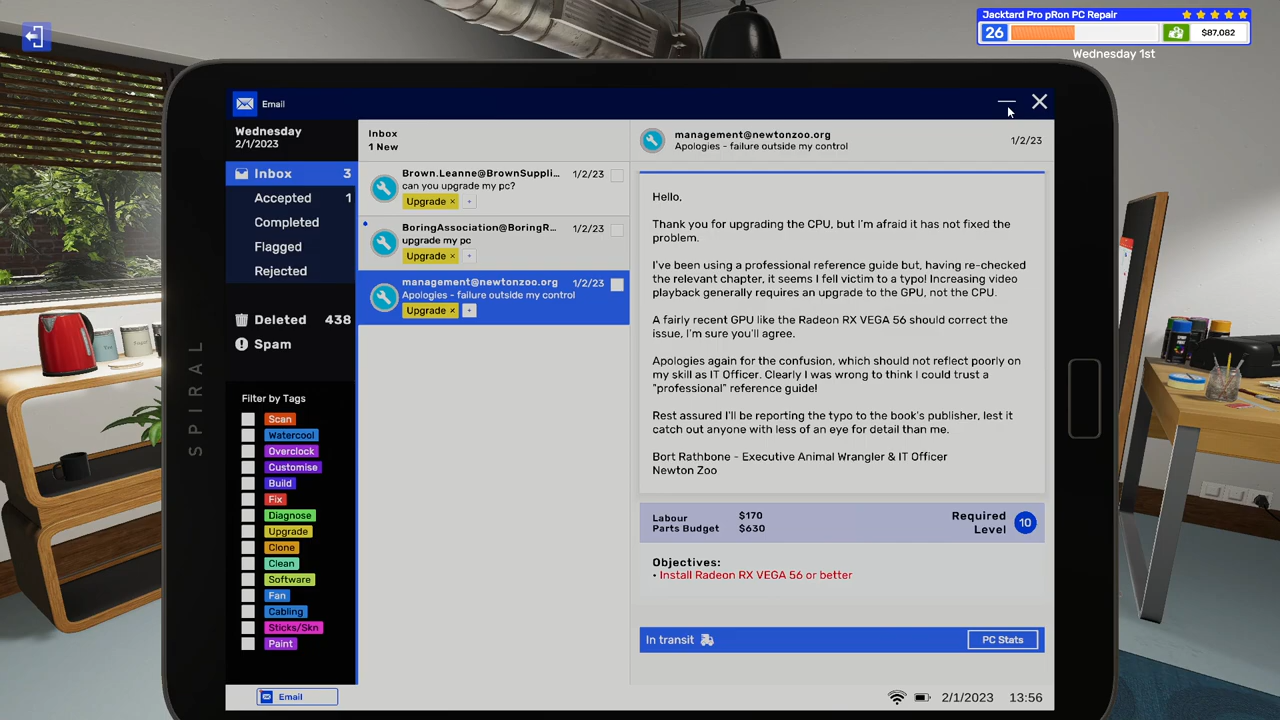 Jacktard Pro pRon PC Repair
26
$87,082
Wednesday 1st
Email
Wednesday
2/1/2023
Inbox 3
Accepted 1
Completed
Flagged
Rejected
Deleted 438
Spam
Filter by Tags
Scan
Watercool
Overclock
Customise
Build
Fix
Diagnose
Upgrade
Clone
Clean
Software
Fan
Cabling
Sticks/Skn
Paint
Inbox
1 New
Brown.Leanne@BrownSuppli... 1/2/23
can you upgrade my pc?
Upgrade × +
BoringAssociation@BoringR... 1/2/23
upgrade my pc
Upgrade × +
management@newtonzoo.org 1/2/23
Apologies - failure outside my control
Upgrade × +
management@newtonzoo.org
Apologies - failure outside my control
1/2/23
Hello,
Thank you for upgrading the CPU, but I'm afraid it has not fixed the
problem.
I've been using a professional reference guide but, having re-checked
the relevant chapter, it seems I fell victim to a typo! Increasing video
playback generally requires an upgrade to the GPU, not the CPU.
A fairly recent GPU like the Radeon RX VEGA 56 should correct the
issue, I'm sure you'll agree.
Apologies again for the confusion, which should not reflect poorly on
my skill as IT Officer. Clearly I was wrong to think I could trust a
"professional" reference guide!
Rest assured I'll be reporting the typo to the book's publisher, lest it
catch out anyone with less of an eye for detail than me.
Bort Rathbone - Executive Animal Wrangler & IT Officer
Newton Zoo
Labour $170
Parts Budget $630
Required
Level 10
Objectives:
• Install Radeon RX VEGA 56 or better
In transit
PC Stats
Email
2/1/2023 13:56
SPIRAL